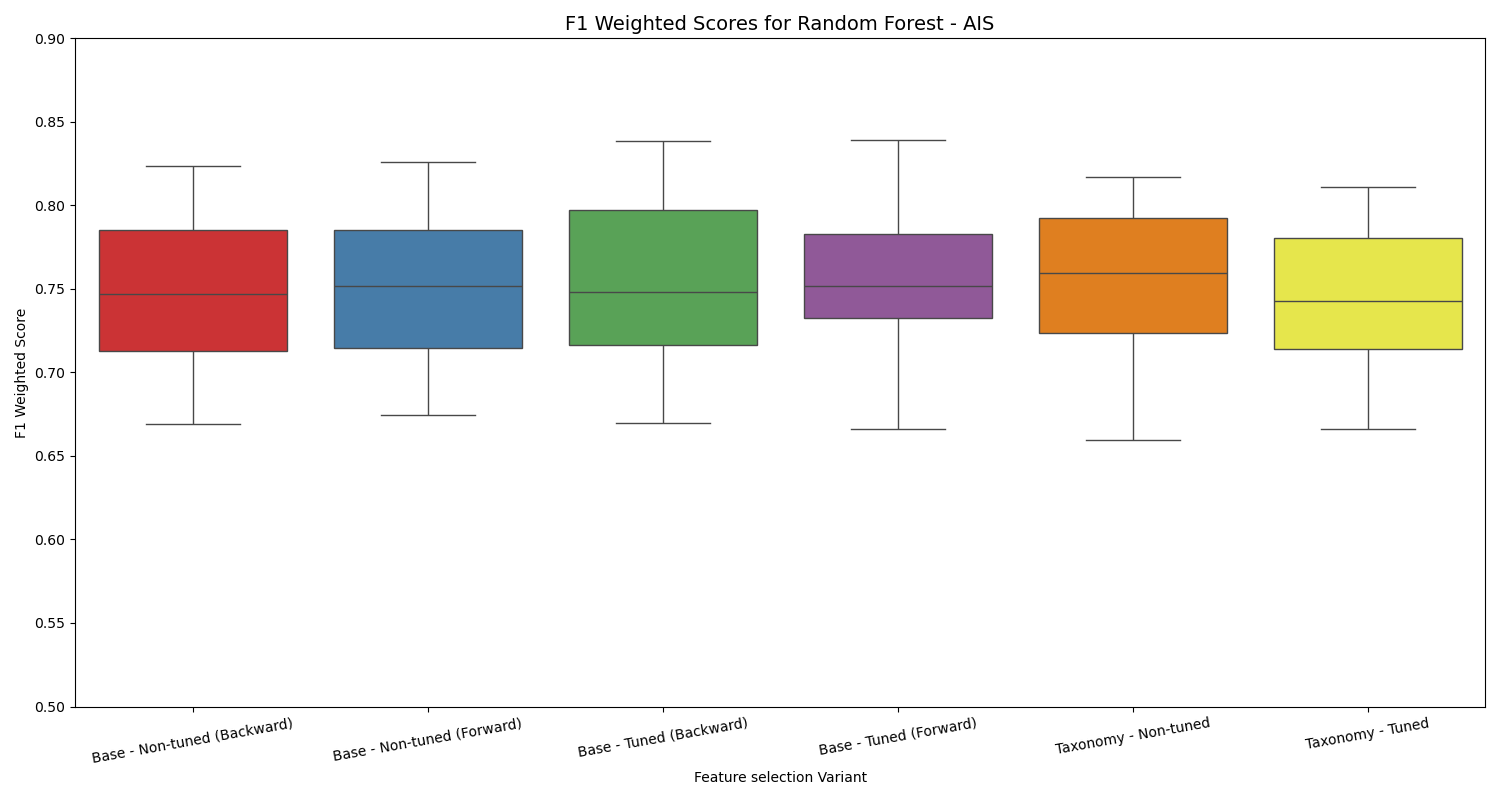 F1 Weighted Scores for Random Forest - AIS
0.90
0.85
0.80
0.75
0.70
0.65
0.60
0.55
0.50
F1 Weighted Score
Base - Non-tuned (Backward)
Base - Non-tuned (Forward)
Base - Tuned (Backward)
Base - Tuned (Forward)
Taxonomy - Non-tuned
Taxonomy - Tuned
Feature selection Variant